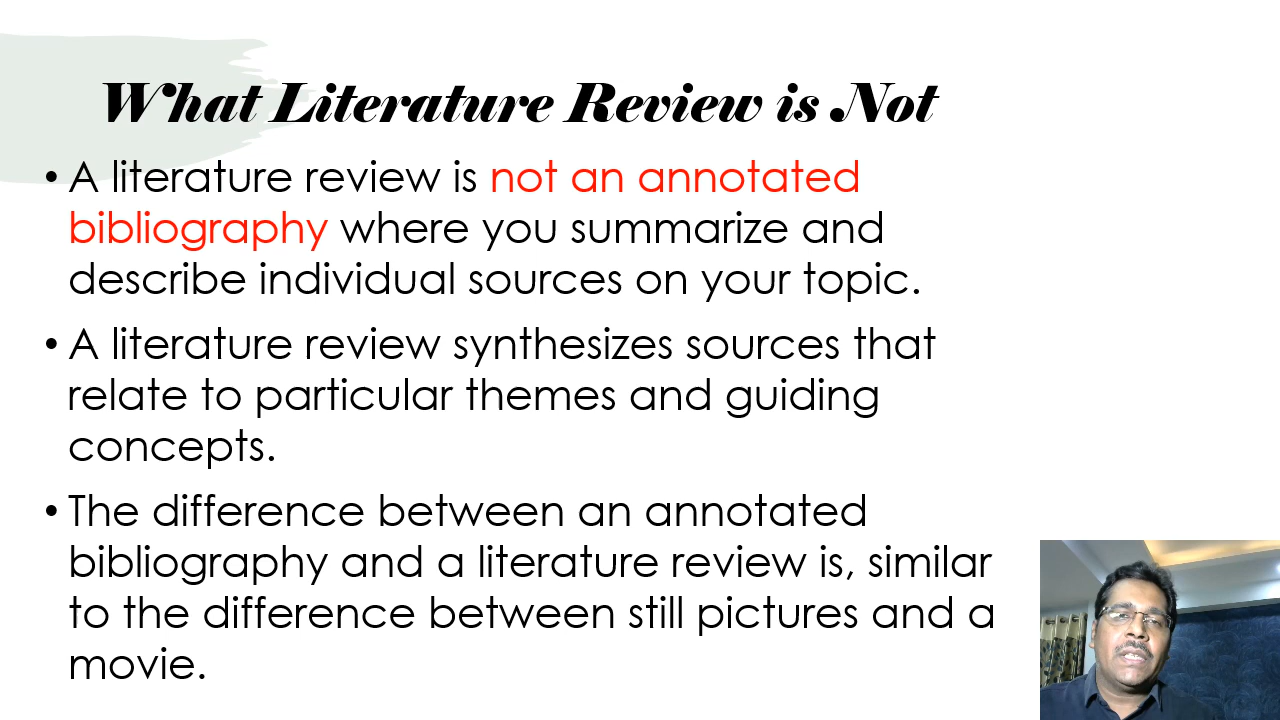 What Literature Review is Not
• A literature review is not an annotated
bibliography where you summarize and
describe individual sources on your topic.
• A literature review synthesizes sources that
relate to particular themes and guiding
concepts.
• The difference between an annotated
bibliography and a literature review is, similar
to the difference between still pictures and a
movie.